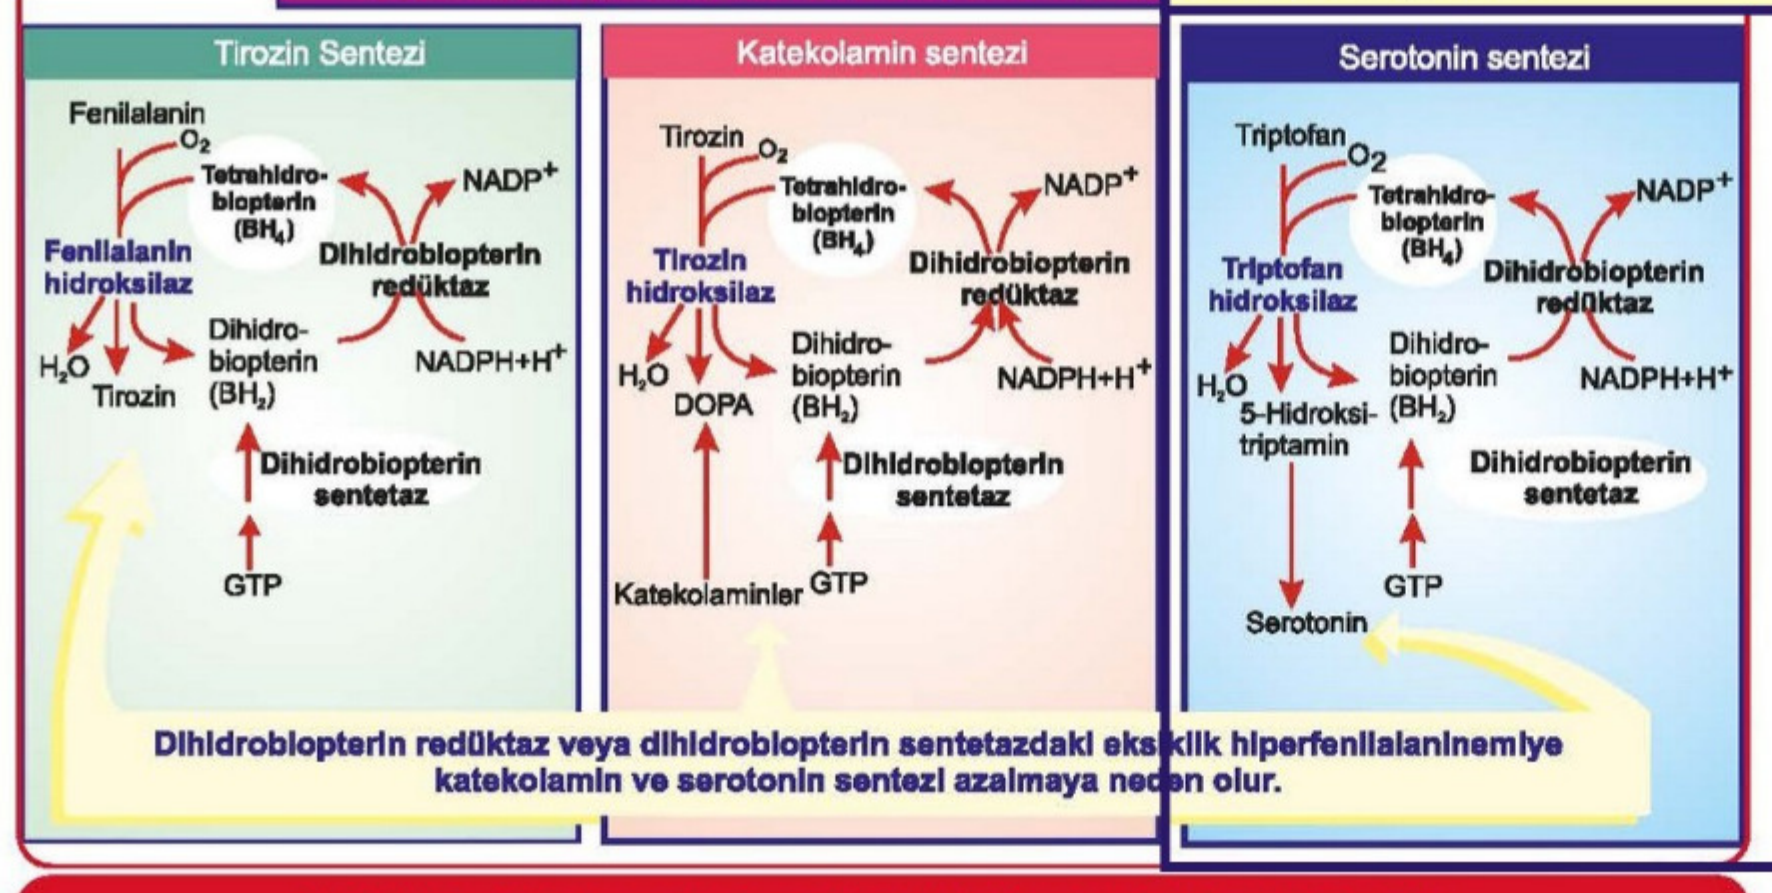 Tirozin Sentezi
Fenilalanin
O₂
Tetrahidro-
biopterin
(BH₄)
NADP⁺
Fenilalanin
hidroksilaz
Dihidrobiopterin
redüktaz
H₂O
Tirozin
Dihidro-
biopterin
(BH₂)
NADPH+H⁺
Dihidrobiopterin
sentetaz
GTP
Katekolamin sentezi
Tirozin
O₂
Tetrahidro-
biopterin
(BH₄)
NADP⁺
Tirozin
hidroksilaz
Dihidrobiopterin
redüktaz
H₂O
DOPA
Dihidro-
biopterin
(BH₂)
NADPH+H⁺
Dihidrobiopterin
sentetaz
Katekolaminler
GTP
Serotonin sentezi
Triptofan
O₂
Tetrahidro-
biopterin
(BH₄)
NADP⁺
Triptofan
hidroksilaz
Dihidrobiopterin
redüktaz
H₂O
5-Hidroksi-
triptamin
Dihidro-
biopterin
(BH₂)
NADPH+H⁺
Dihidrobiopterin
sentetaz
GTP
Serotonin
Dihidrobiopterin redüktaz veya dihidrobiopterin sentetazdaki eksiklik hiperfenilalaninemiye
katekolamin ve serotonin sentezi azalmaya neden olur.